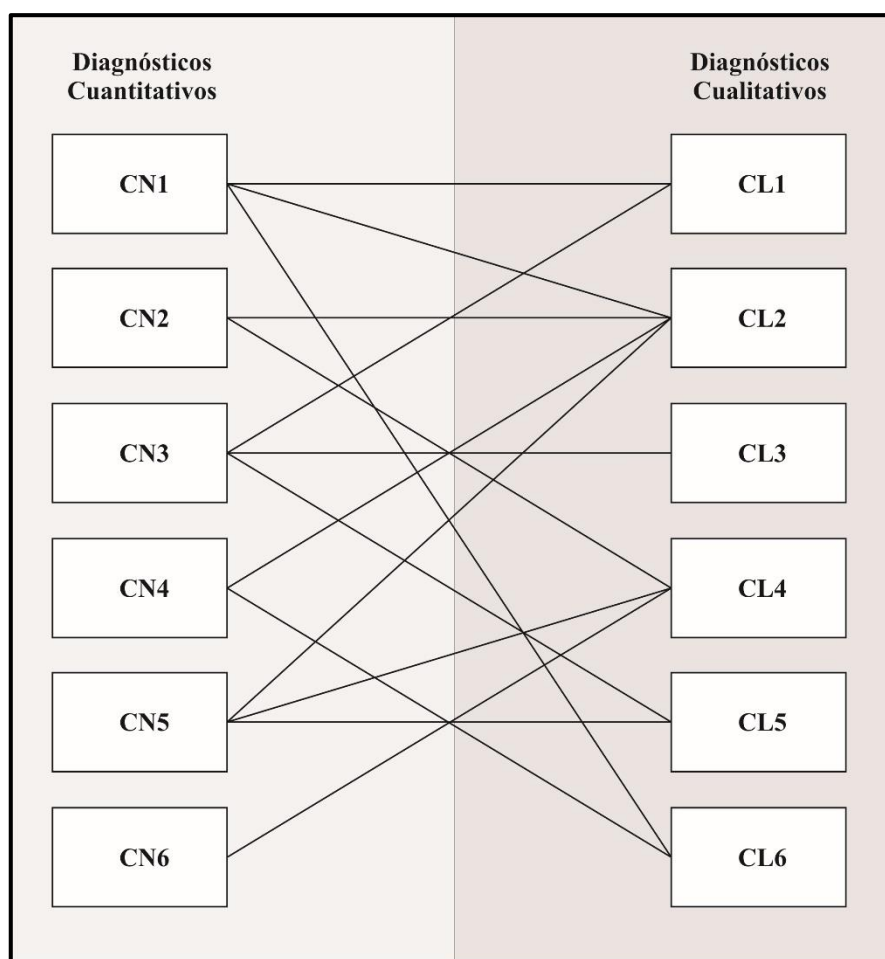 Diagnósticos
Cuantitativos
Diagnósticos
Cualitativos
CN1
CL1
CN2
CL2
CN3
CL3
CN4
CL4
CN5
CL5
CN6
CL6